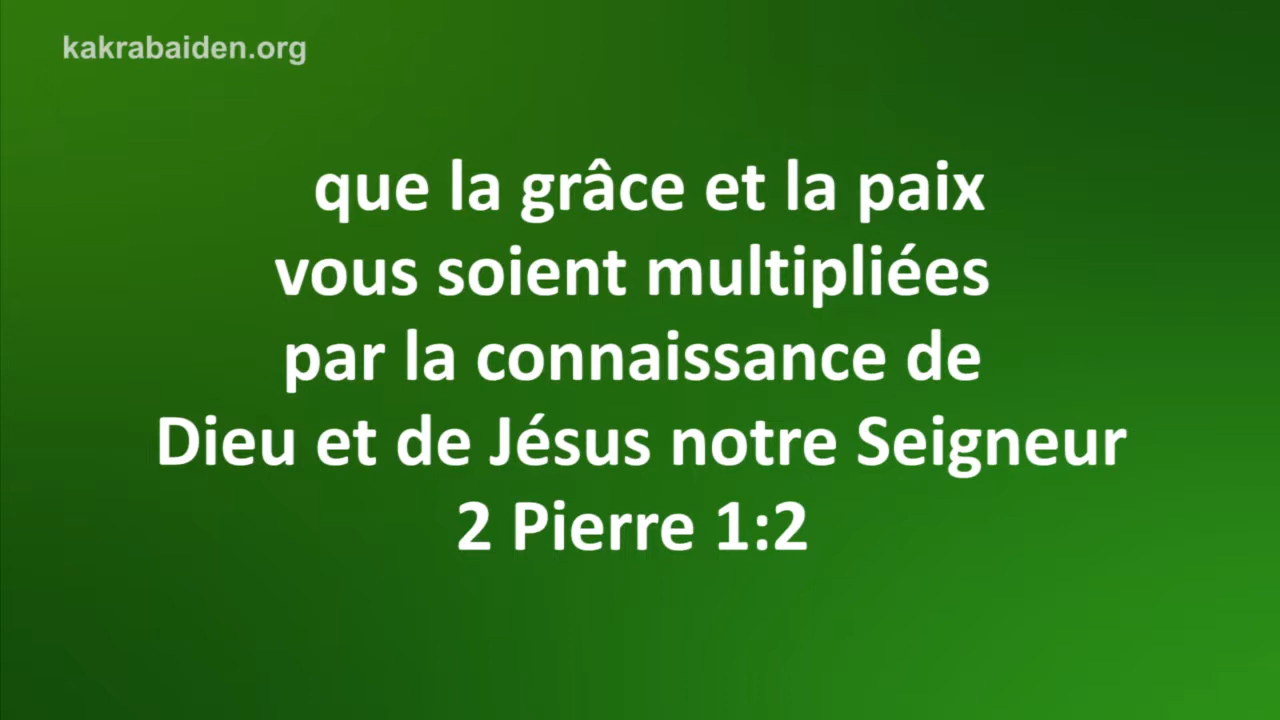 kakrabaiden.org
que la grâce et la paix
vous soient multipliées
par la connaissance de
Dieu et de Jésus notre Seigneur
2 Pierre 1:2